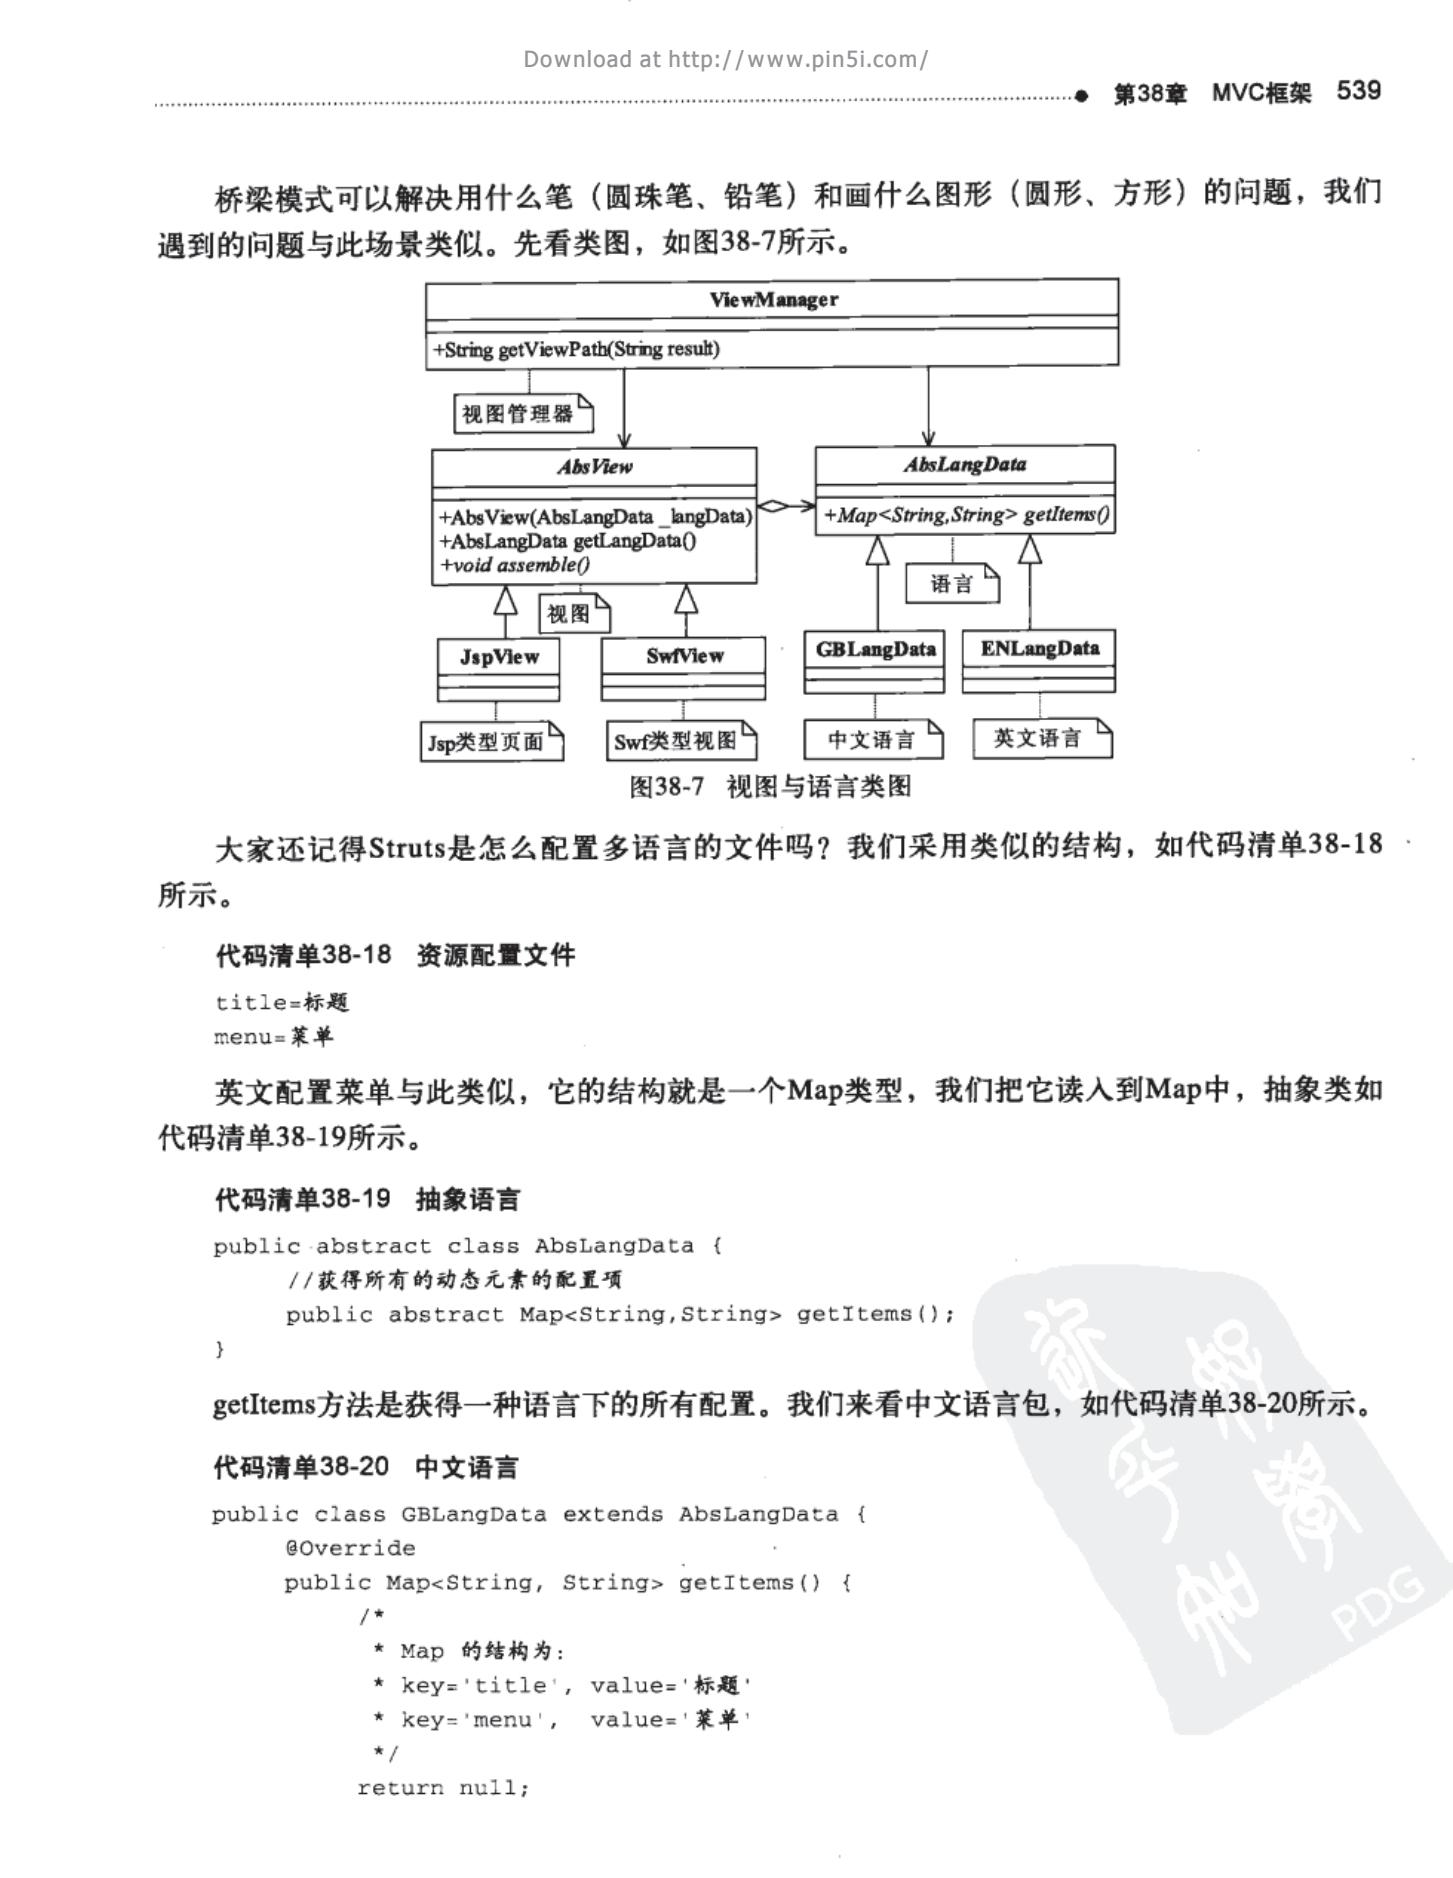 Download at http://www.pin5i.com/
第38章 MVC框架 539
桥梁模式可以解决用什么笔（圆珠笔、铅笔）和画什么图形（圆形、方形）的问题，我们
遇到的问题与此场景类似。先看类图，如图38-7所示。
ViewManager
+String getViewPath(String result)
视图管理器
AbsView
+AbsView(AbsLangData _langData)
+AbsLangData getLangData()
+void assemble()
AbsLangData
+Map<String,String> getItems()
视图
语言
JspView
SwfView
GBLangData
ENLangData
Jsp类型页面
Swf类型视图
中文语言
英文语言
图38-7 视图与语言类图
大家还记得Struts是怎么配置多语言的文件吗？我们采用类似的结构，如代码清单38-18
所示。
代码清单38-18 资源配置文件
title=标题
menu=菜单
英文配置菜单与此类似，它的结构就是一个Map类型，我们把它读入到Map中，抽象类如
代码清单38-19所示。
代码清单38-19 抽象语言
public abstract class AbsLangData {
//获得所有的动态元素的配置项
public abstract Map<String,String> getItems();
}
getItems方法是获得一种语言下的所有配置。我们来看中文语言包，如代码清单38-20所示。
代码清单38-20 中文语言
public class GBLangData extends AbsLangData {
@Override
public Map<String, String> getItems() {
/*
* Map 的结构为：
* key='title', value='标题'
* key='menu', value='菜单'
*/
return null;
PDG